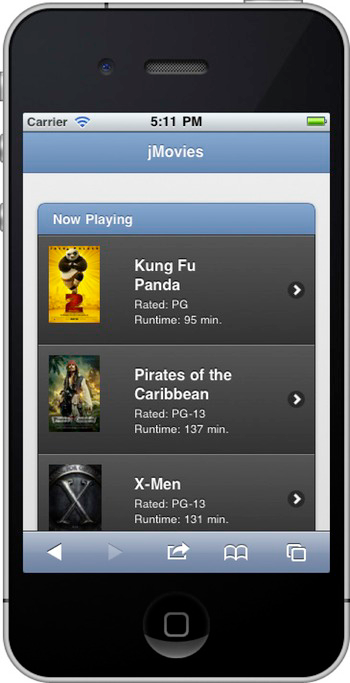 Carrier 5:11 PM
jMovies
Now Playing
Kung Fu
Panda
Rated: PG
Runtime: 95 min.
2
Pirates of the
Caribbean
Rated: PG-13
Runtime: 137 min.
X-Men
Rated: PG-13
Runtime: 131 min.
X